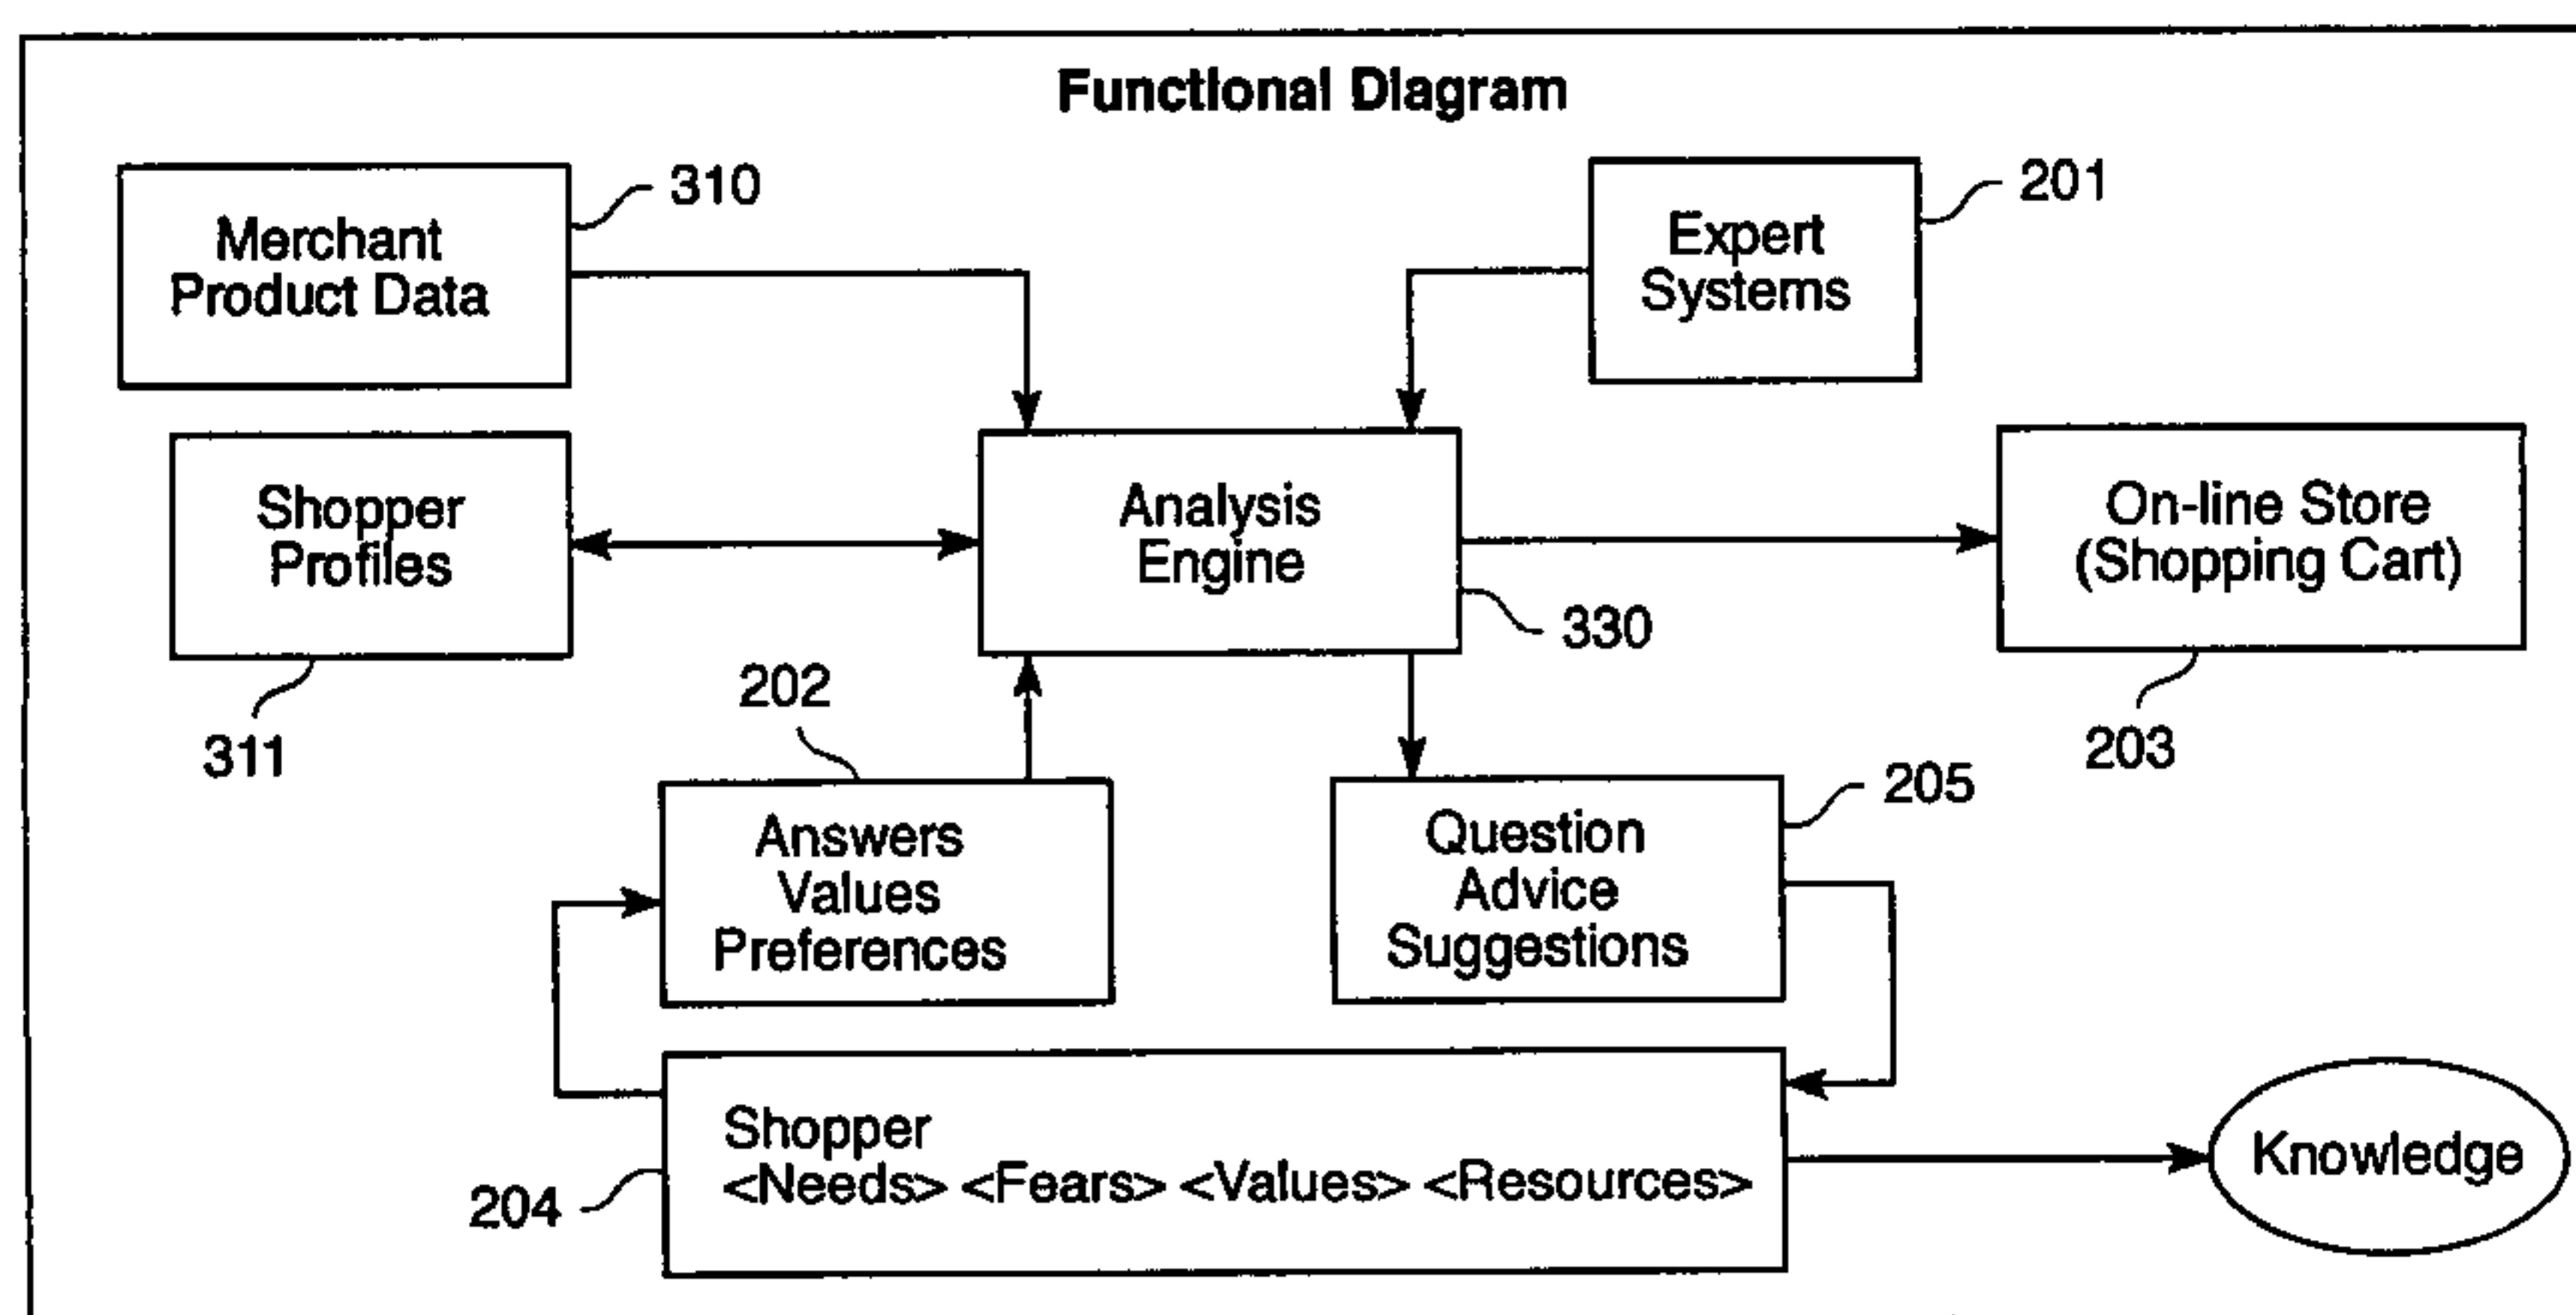 Functional Diagram
310
Merchant
Product Data
201
Expert
Systems
Shopper
Profiles
311
Analysis
Engine
330
On-line Store
(Shopping Cart)
203
202
Answers
Values
Preferences
205
Question
Advice
Suggestions
Shopper
<Needs> <Fears> <Values> <Resources>
204
Knowledge